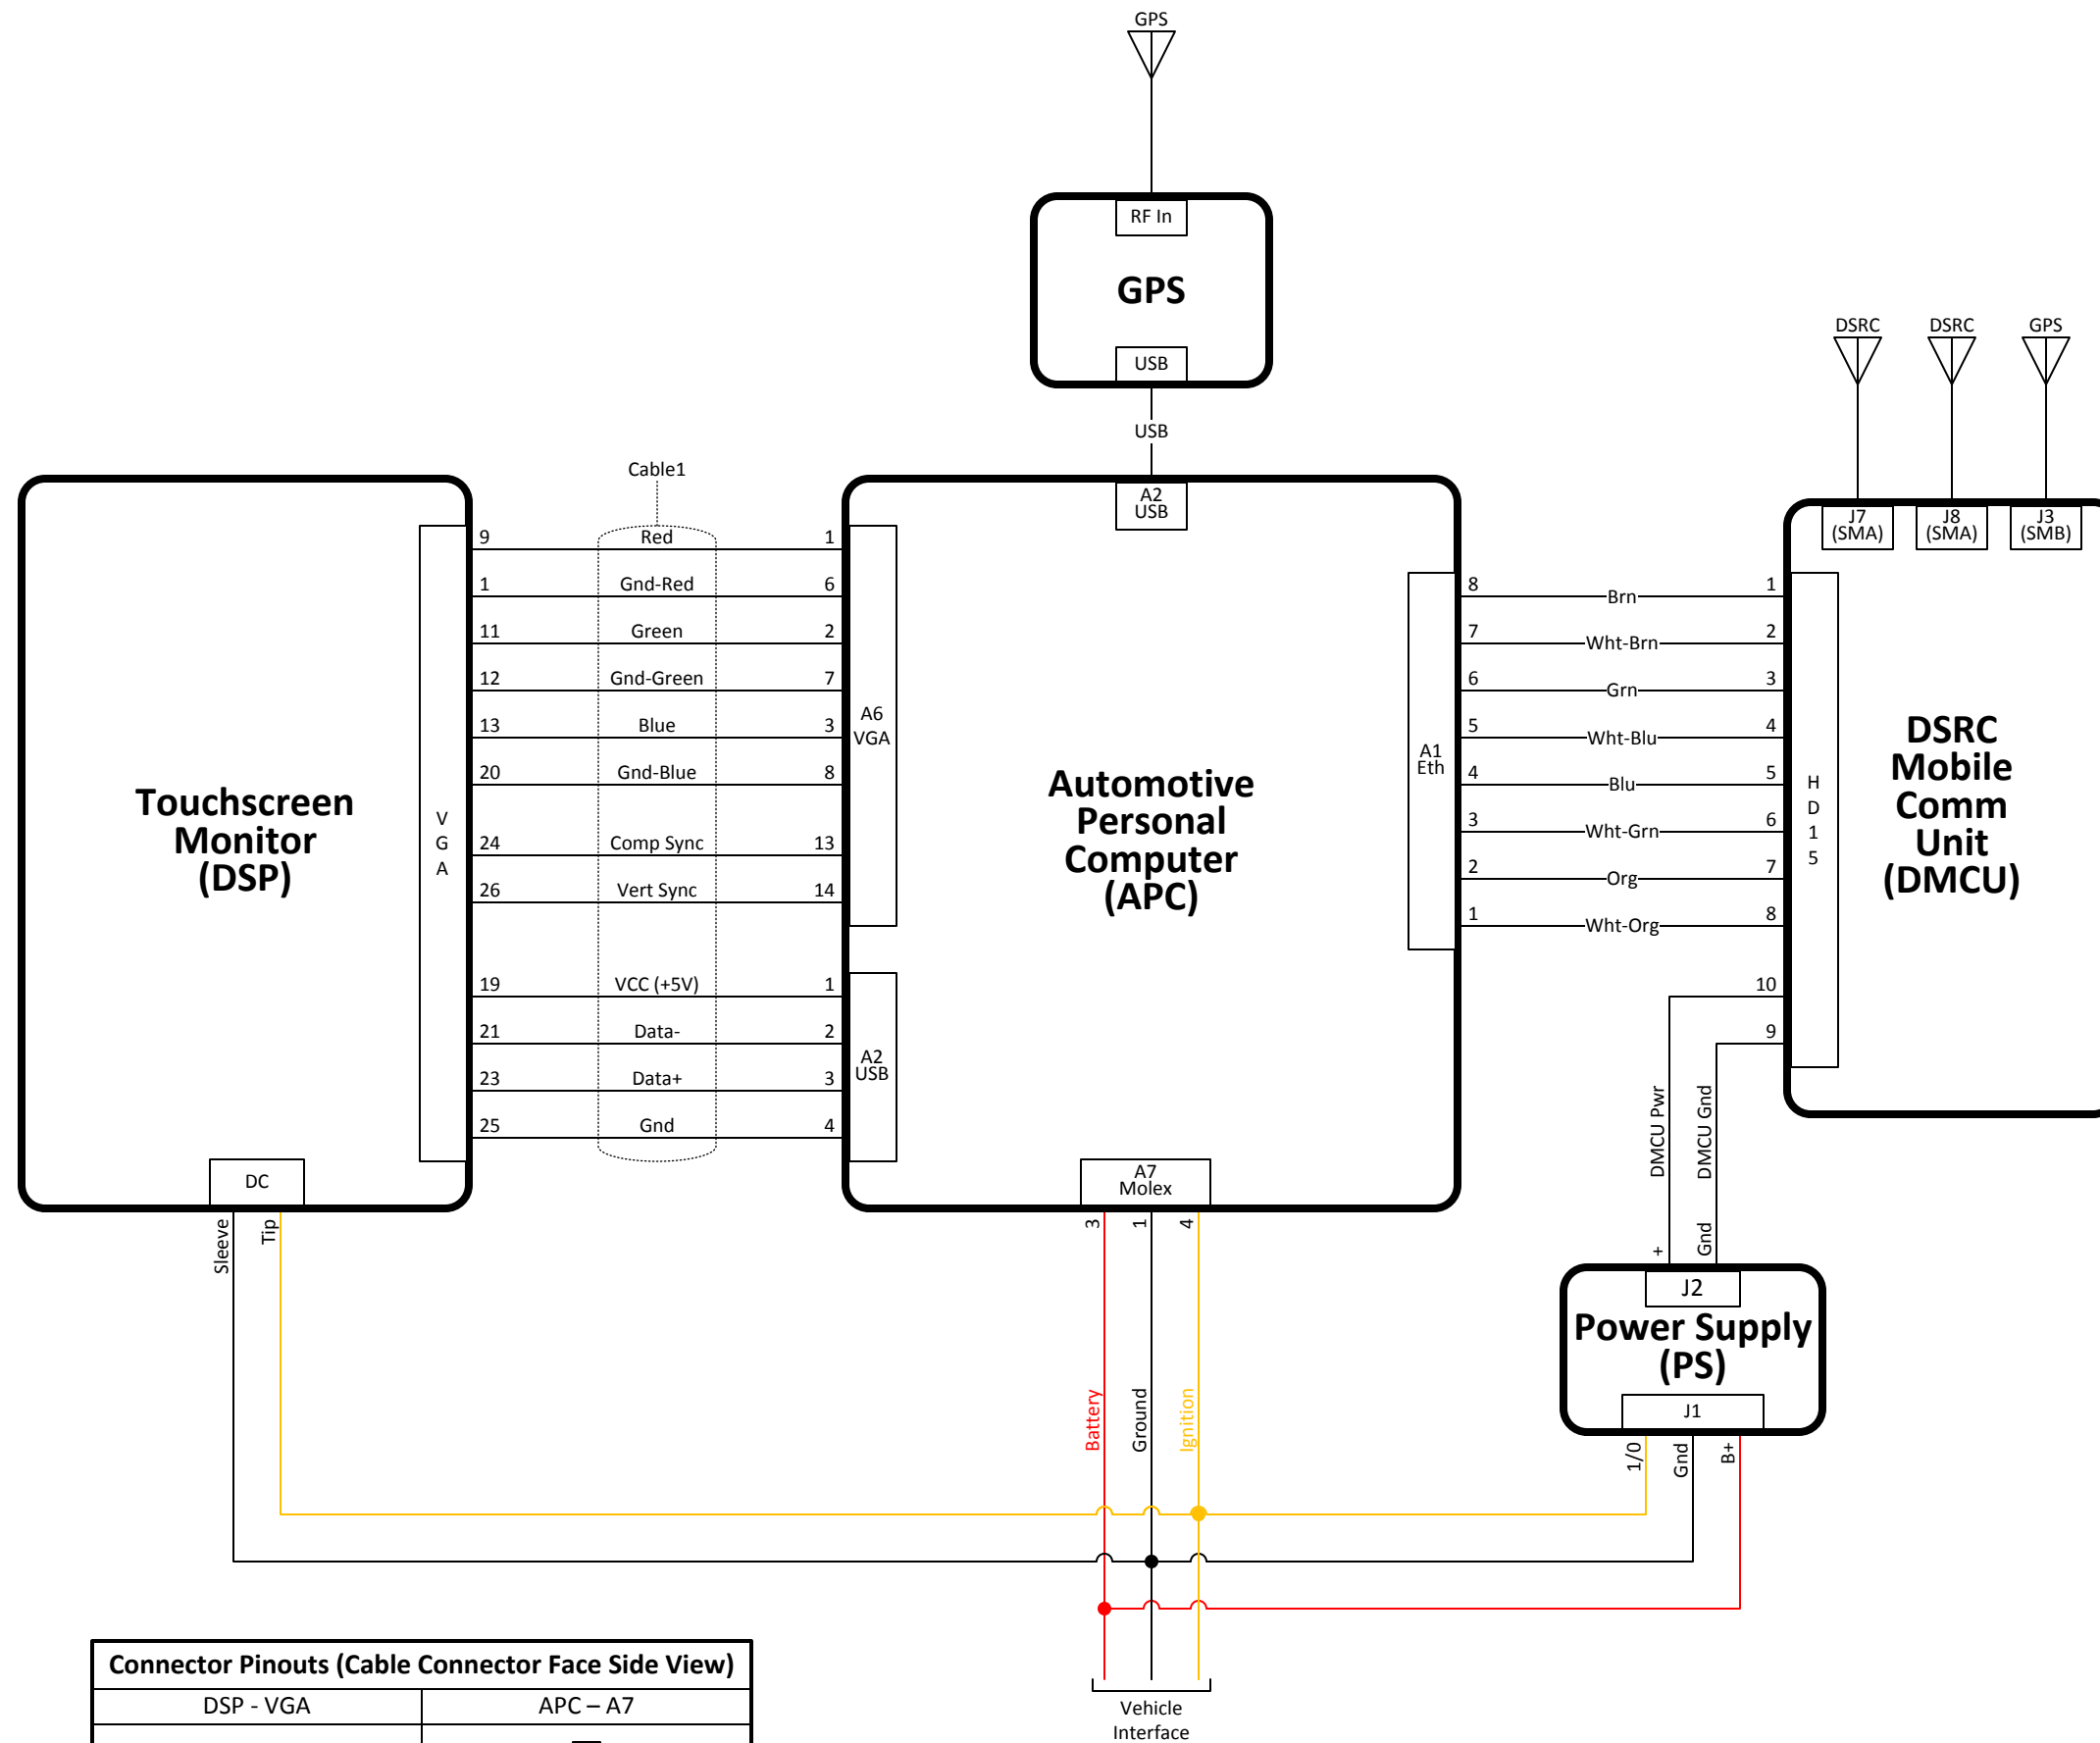 GPS
RF In
GPS
USB
USB
DSRC
DSRC
GPS
Cable1
A2
USB
J7
(SMA)
J8
(SMA)
J3
(SMB)
9 Red 1
1 Gnd-Red 6
11 Green 2
12 Gnd-Green 7
13 Blue 3
20 Gnd-Blue 8
24 Comp Sync 13
26 Vert Sync 14
19 VCC (+5V) 1
21 Data- 2
23 Data+ 3
25 Gnd 4
Touchscreen
Monitor
(DSP)
V
G
A
A6
VGA
A2
USB
Automotive
Personal
Computer
(APC)
A1
Eth
8 Brn 1
7 Wht-Brn 2
6 Grn 3
5 Wht-Blu 4
4 Blu 5
3 Wht-Grn 6
2 Org 7
1 Wht-Org 8
10
9
H
D
1
5
DSRC
Mobile
Comm
Unit
(DMCU)
DMCU Pwr
DMCU Gnd
+
Gnd
DC
Sleeve
Tip
A7
Molex
3
1
4
Battery
Ground
Ignition
J2
Power Supply
(PS)
J1
1/0
Gnd
B+
Vehicle
Interface
Connector Pinouts (Cable Connector Face Side View)
DSP - VGA
APC – A7